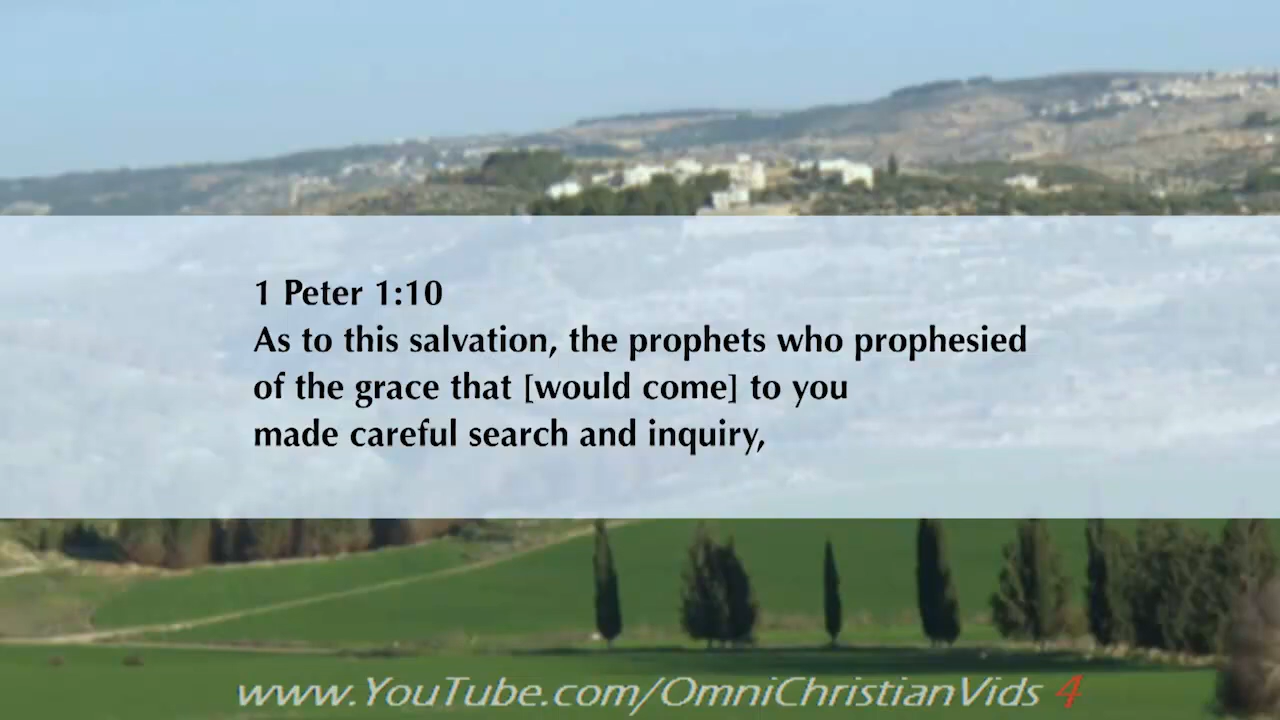 1 Peter 1:10
As to this salvation, the prophets who prophesied
of the grace that [would come] to you
made careful search and inquiry,
www.YouTube.com/OmniChristianVids 4